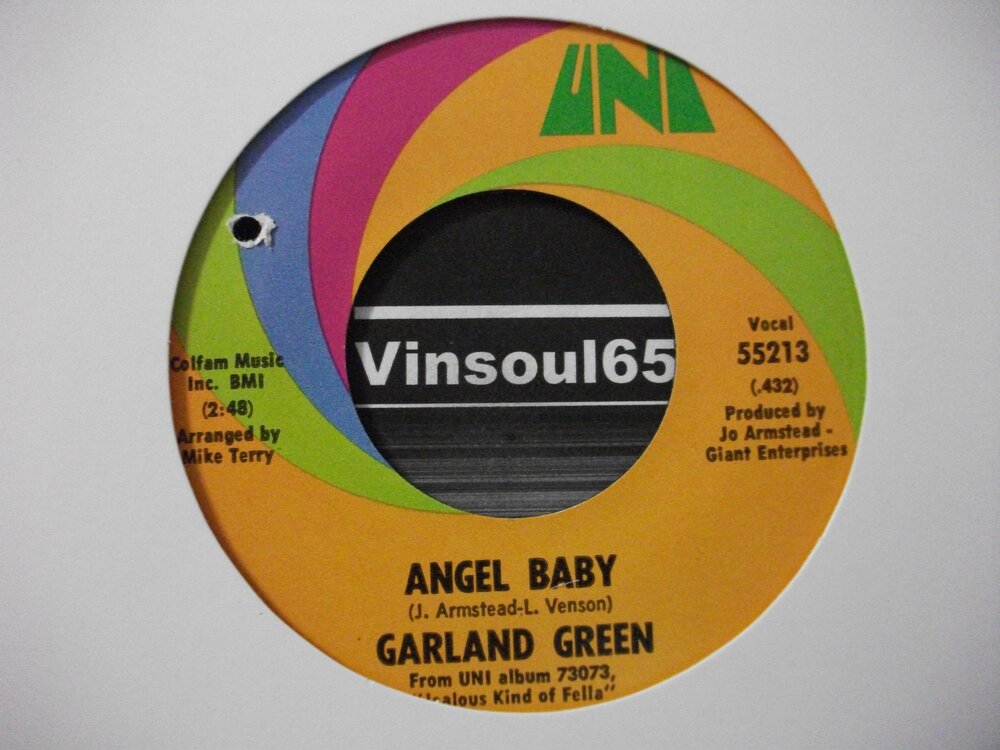 UNI
Vinsoul65
Colfam Music
Inc. BMI
(2:48)
Arranged by
Mike Terry
Vocal
55213
(.432)
Produced by
Jo Armstead -
Giant Enterprises
ANGEL BABY
(J. Armstead-L. Venson)
GARLAND GREEN
From UNI album 73073,
"Jealous Kind of Fella"